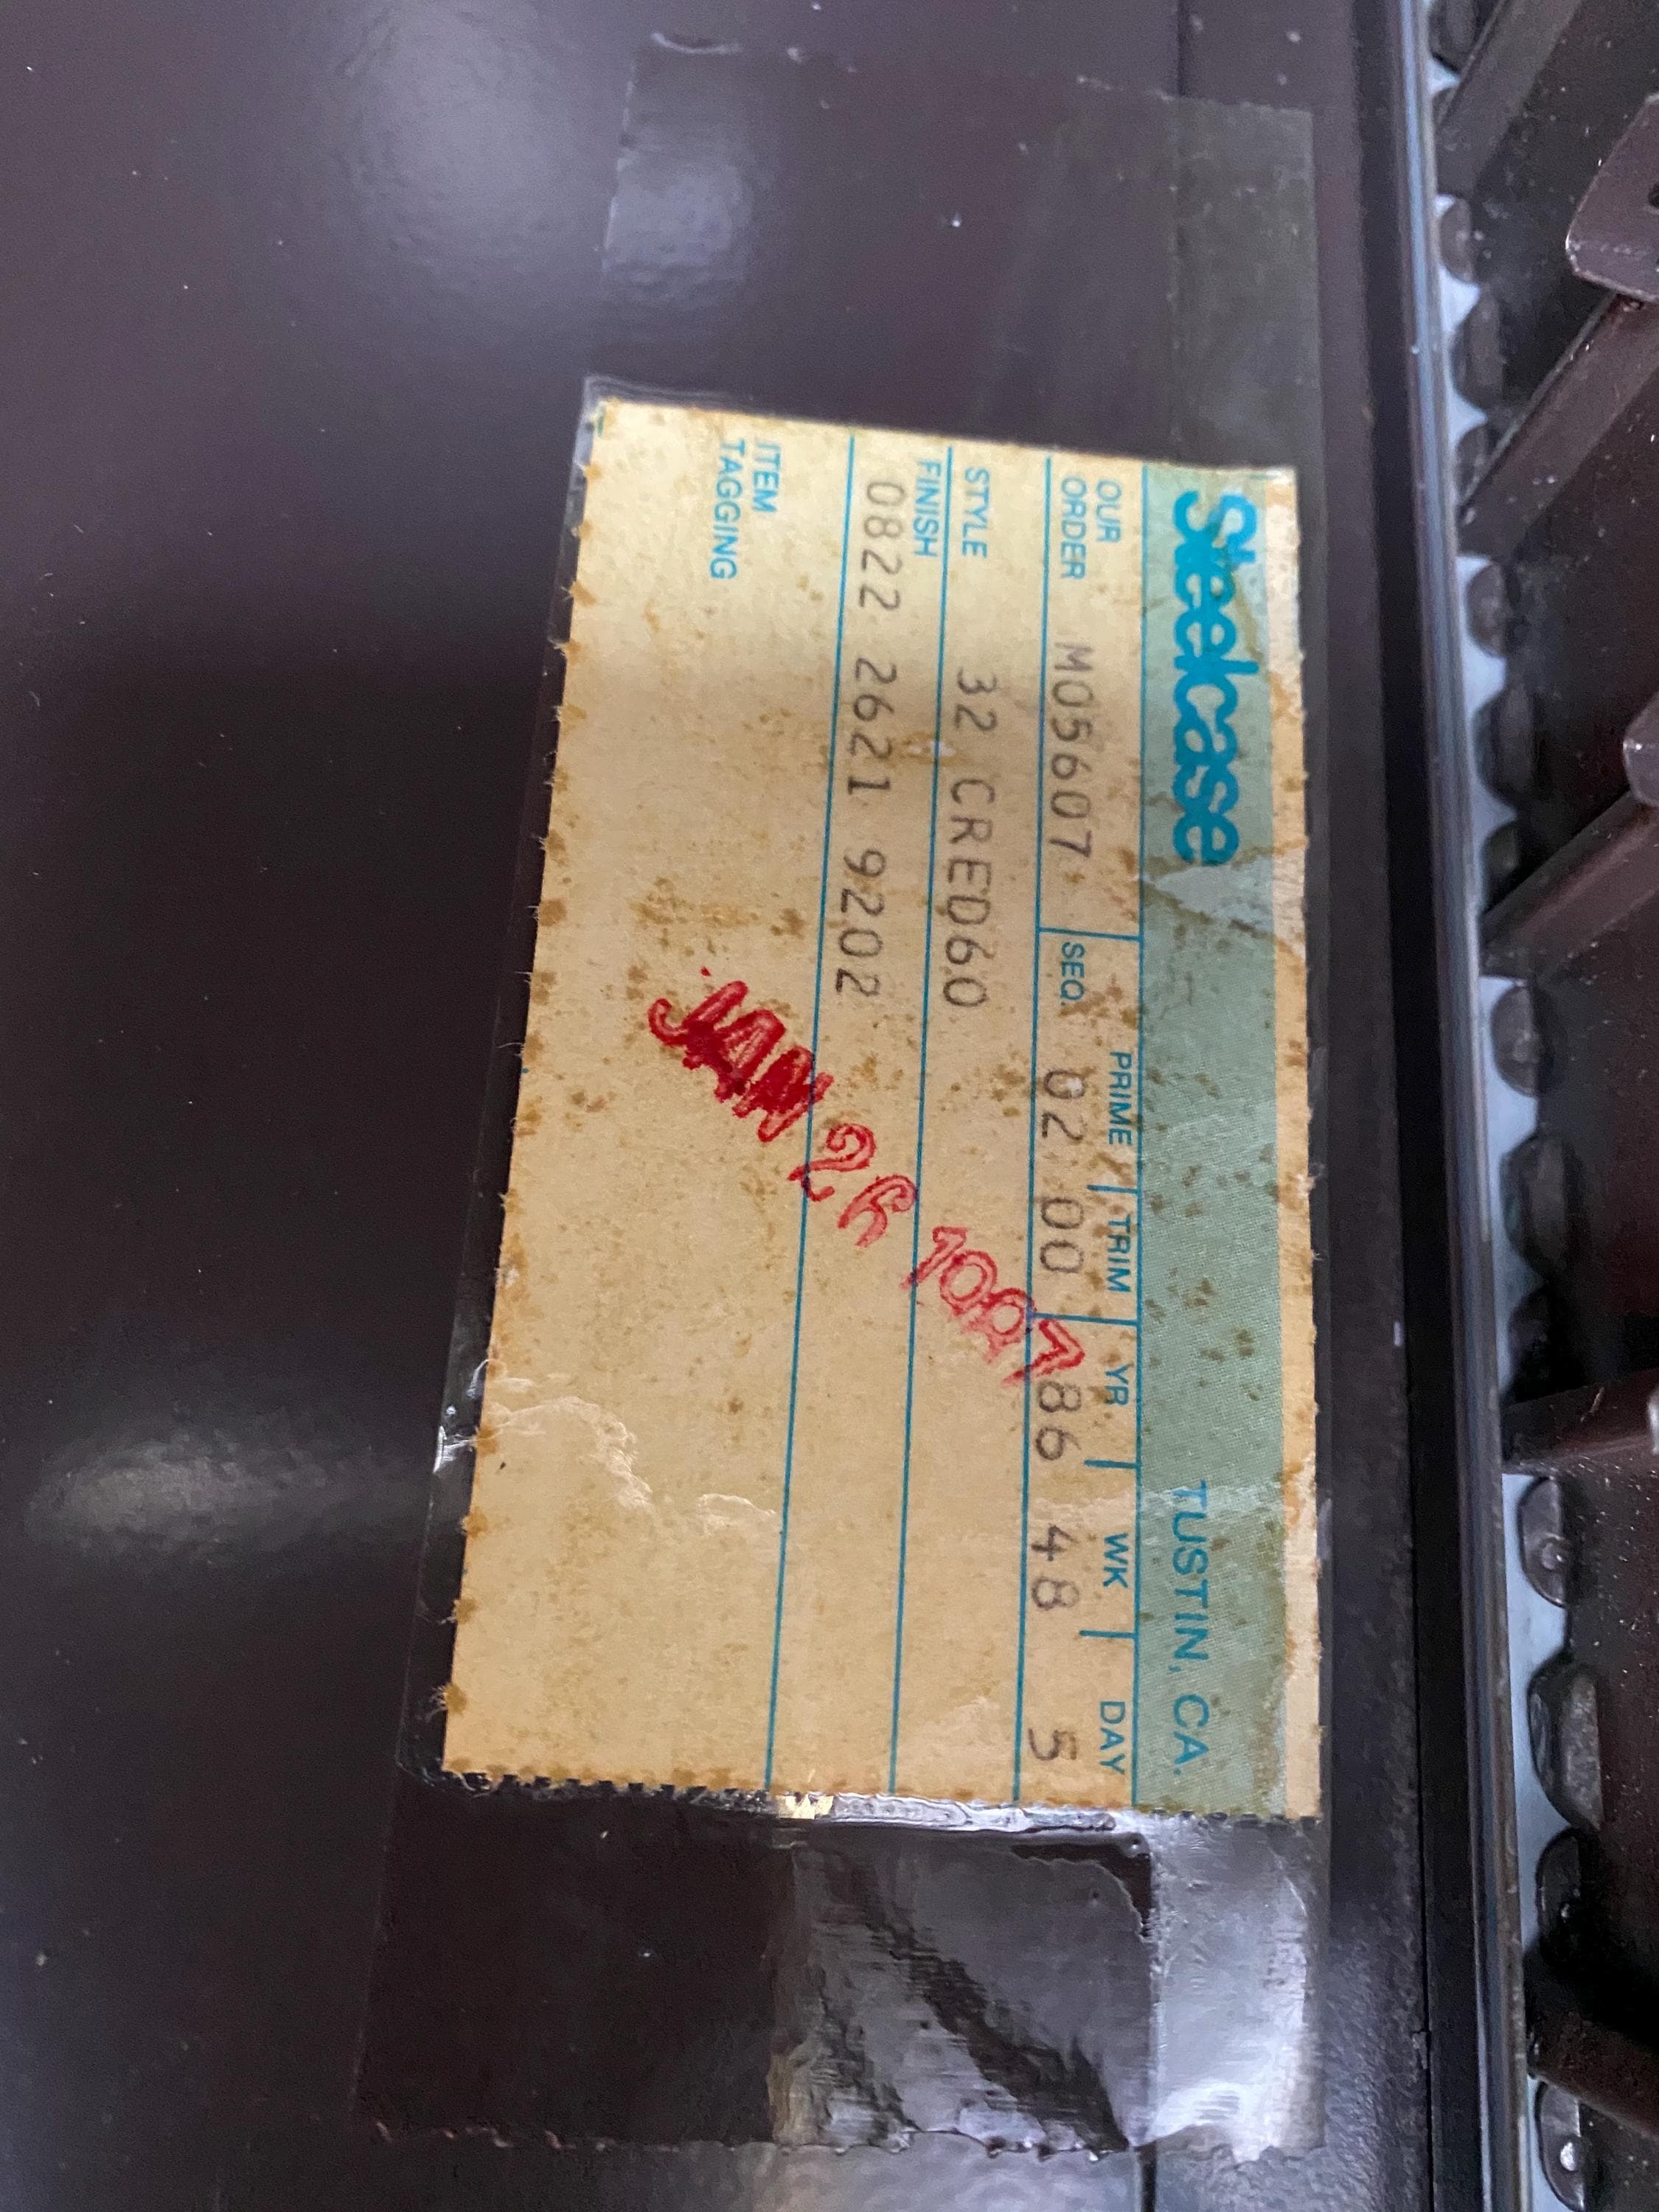 Steelcase TUSTIN, CA.
OUR ORDER M05607 SEQ. PRIME 02 TRIM 00 YR 86 WK 48 DAY 5
STYLE 32 CRED60
FINISH 0822 2621 9202
ITEM
TAGGING
JAN 26 1987